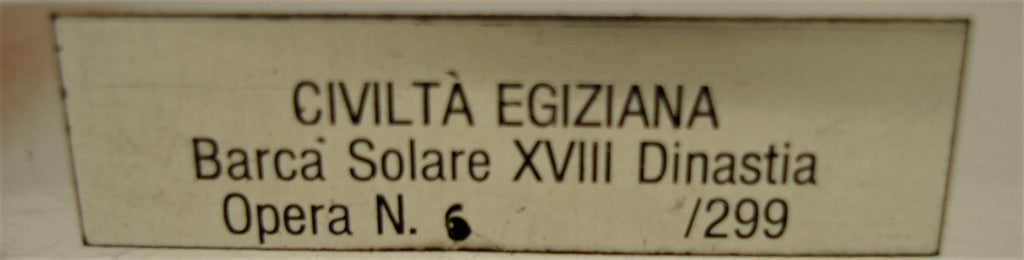 CIVILTÀ EGIZIANA
Barca Solare XVIII Dinastia
Opera N. 6 /299